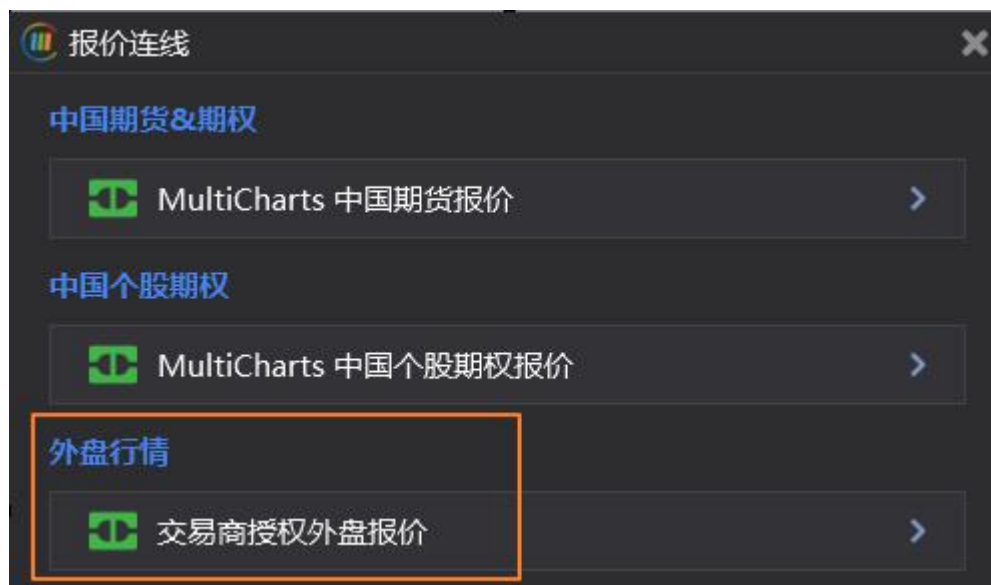 报价连线
中国期货&期权
MultiCharts 中国期货报价
中国个股期权
MultiCharts 中国个股期权报价
外盘行情
交易商授权外盘报价